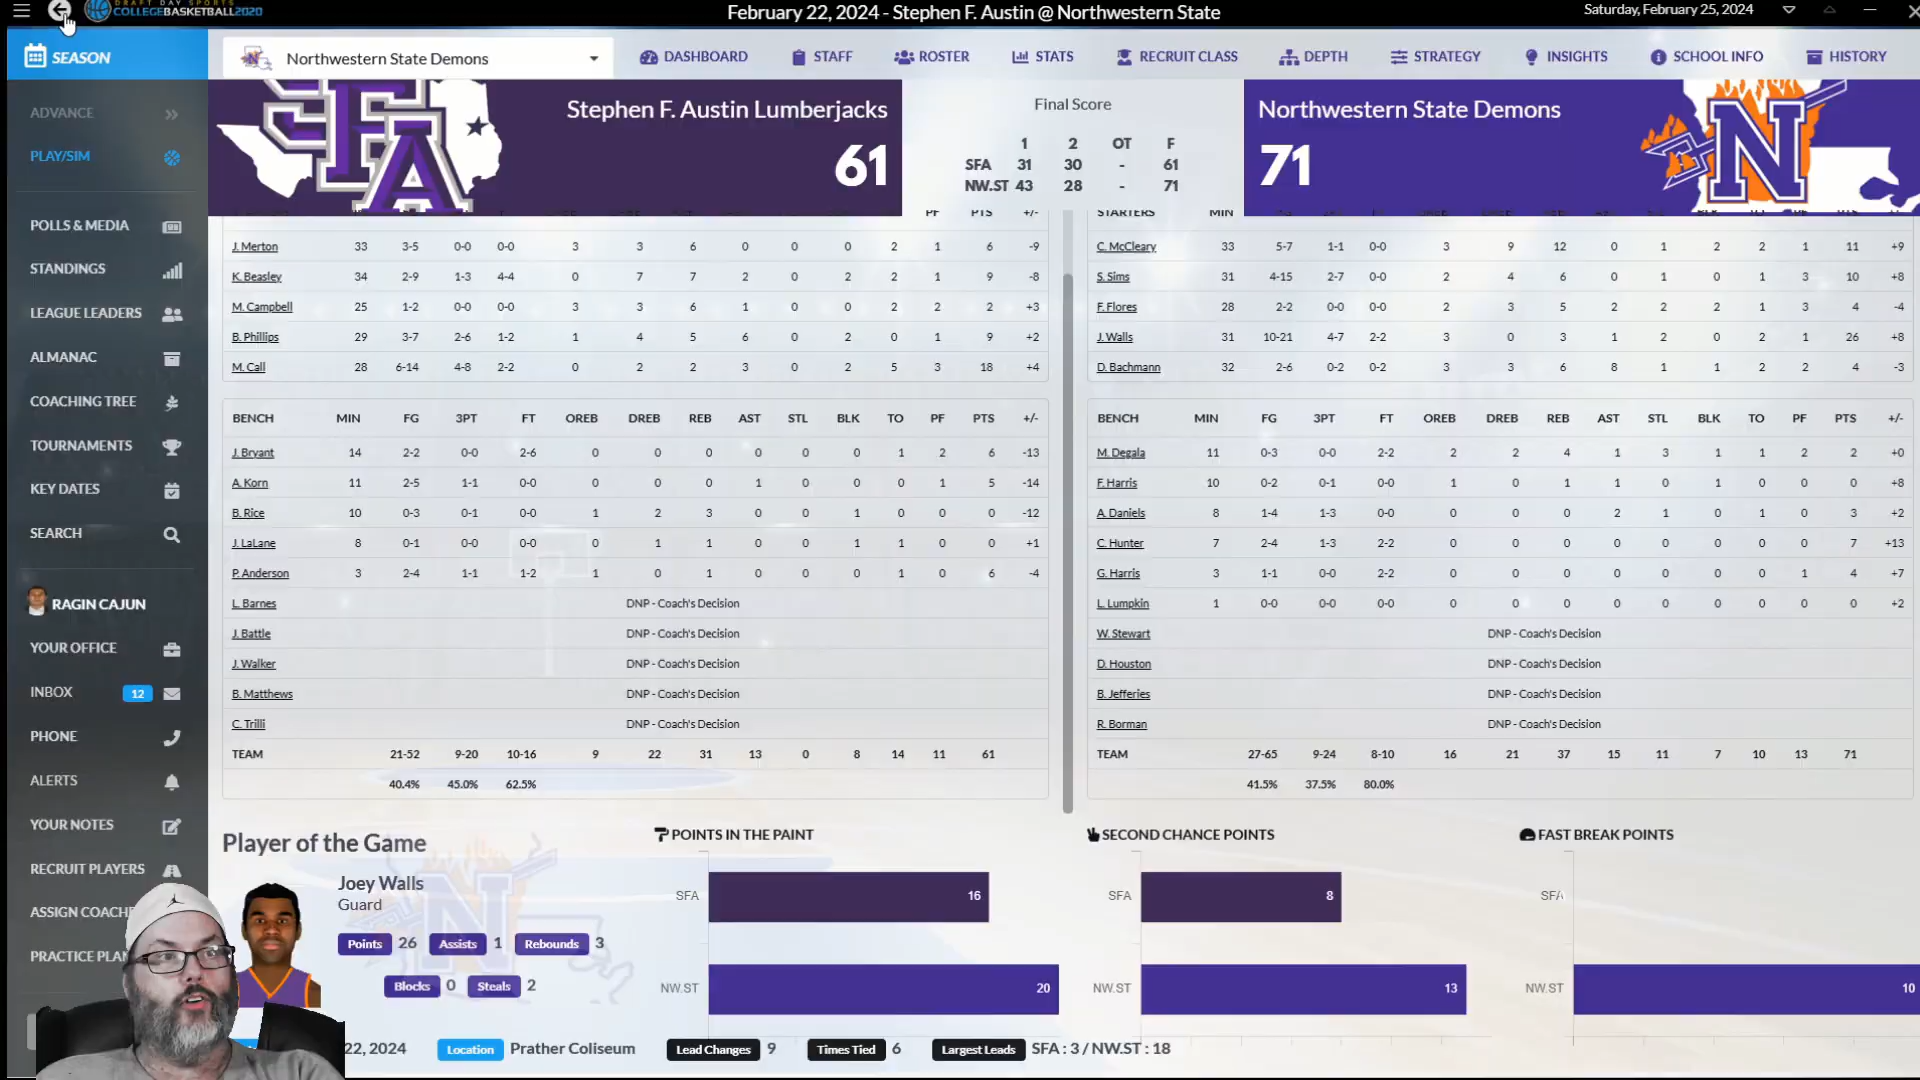 DRAFT DAY SPORTS
COLLEGEBASKETBALL2020
February 22, 2024 - Stephen F. Austin @ Northwestern State
Saturday, February 25, 2024
SEASON
Northwestern State Demons
DASHBOARD STAFF ROSTER STATS RECRUIT CLASS DEPTH STRATEGY INSIGHTS SCHOOL INFO HISTORY
ADVANCE
PLAY/SIM
POLLS & MEDIA
STANDINGS
LEAGUE LEADERS
ALMANAC
COACHING TREE
TOURNAMENTS
KEY DATES
SEARCH
RAGIN CAJUN
YOUR OFFICE
INBOX 12
PHONE
ALERTS
YOUR NOTES
RECRUIT PLAYERS
ASSIGN COACHE
PRACTICE PLAN
SFA
Stephen F. Austin Lumberjacks
61
Final Score
1 2 OT F
SFA 31 30 - 61
NW.ST 43 28 - 71
Northwestern State Demons
71
N
PF PTS +/-
J. Merton 33 3-5 0-0 0-0 3 3 6 0 0 0 2 1 6 -9
K. Beasley 34 2-9 1-3 4-4 0 7 7 2 0 2 2 1 9 -8
M. Campbell 25 1-2 0-0 0-0 3 3 6 1 0 0 2 2 2 +3
B. Phillips 29 3-7 2-6 1-2 1 4 5 6 0 2 0 1 9 +2
M. Call 28 6-14 4-8 2-2 0 2 2 3 0 2 5 3 18 +4
BENCH MIN FG 3PT FT OREB DREB REB AST STL BLK TO PF PTS +/-
J. Bryant 14 2-2 0-0 2-6 0 0 0 0 0 0 1 2 6 -13
A. Korn 11 2-5 1-1 0-0 0 0 0 1 0 0 0 1 5 -14
B. Rice 10 0-3 0-1 0-0 1 2 3 0 0 1 0 0 0 -12
J. LaLane 8 0-1 0-0 0-0 0 1 1 0 0 1 1 0 0 +1
P. Anderson 3 2-4 1-1 1-2 1 0 1 0 0 0 1 0 6 -4
L. Barnes DNP - Coach's Decision
J. Battle DNP - Coach's Decision
J. Walker DNP - Coach's Decision
B. Matthews DNP - Coach's Decision
C. Trilli DNP - Coach's Decision
TEAM 21-52 9-20 10-16 9 22 31 13 0 8 14 11 61
40.4% 45.0% 62.5%
STARTERS MIN
C. McCleary 33 5-7 1-1 0-0 3 9 12 0 1 2 2 1 11 +9
S. Sims 31 4-15 2-7 0-0 2 4 6 0 1 0 1 3 10 +8
F. Flores 28 2-2 0-0 0-0 2 3 5 2 2 2 1 3 4 -4
J. Walls 31 10-21 4-7 2-2 3 0 3 1 2 0 2 1 26 +8
D. Bachmann 32 2-6 0-2 0-2 3 3 6 8 1 1 2 2 4 -3
BENCH MIN FG 3PT FT OREB DREB REB AST STL BLK TO PF PTS +/-
M. Degala 11 0-3 0-0 2-2 2 2 4 1 3 1 1 2 2 +0
F. Harris 10 0-2 0-1 0-0 1 0 1 1 0 1 0 0 0 +8
A. Daniels 8 1-4 1-3 0-0 0 0 0 2 1 0 1 0 3 +2
C. Hunter 7 2-4 1-3 2-2 0 0 0 0 0 0 0 0 7 +13
G. Harris 3 1-1 0-0 2-2 0 0 0 0 0 0 0 1 4 +7
L. Lumpkin 1 0-0 0-0 0-0 0 0 0 0 0 0 0 0 0 +2
W. Stewart DNP - Coach's Decision
D. Houston DNP - Coach's Decision
B. Jefferies DNP - Coach's Decision
R. Borman DNP - Coach's Decision
TEAM 27-65 9-24 8-10 16 21 37 15 11 7 10 13 71
41.5% 37.5% 80.0%
Player of the Game
Joey Walls
Guard
Points 26 Assists 1 Rebounds 3
Blocks 0 Steals 2
POINTS IN THE PAINT
SFA 16
NW.ST 20
SECOND CHANCE POINTS
SFA 8
NW.ST 13
FAST BREAK POINTS
SFA
NW.ST 10
22, 2024 Location Prather Coliseum Lead Changes 9 Times Tied 6 Largest Leads SFA : 3 / NW.ST : 18